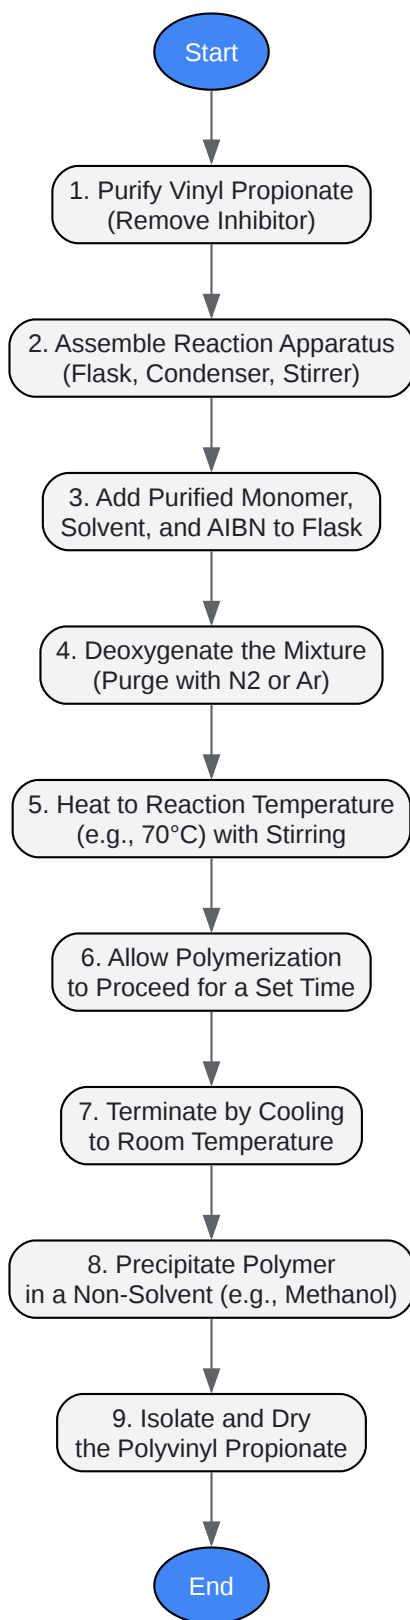 Start
1. Purify Vinyl Propionate
(Remove Inhibitor)
2. Assemble Reaction Apparatus
(Flask, Condenser, Stirrer)
3. Add Purified Monomer,
Solvent, and AIBN to Flask
4. Deoxygenate the Mixture
(Purge with N2 or Ar)
5. Heat to Reaction Temperature
(e.g., 70°C) with Stirring
6. Allow Polymerization
to Proceed for a Set Time
7. Terminate by Cooling
to Room Temperature
8. Precipitate Polymer
in a Non-Solvent (e.g., Methanol)
9. Isolate and Dry
the Polyvinyl Propionate
End